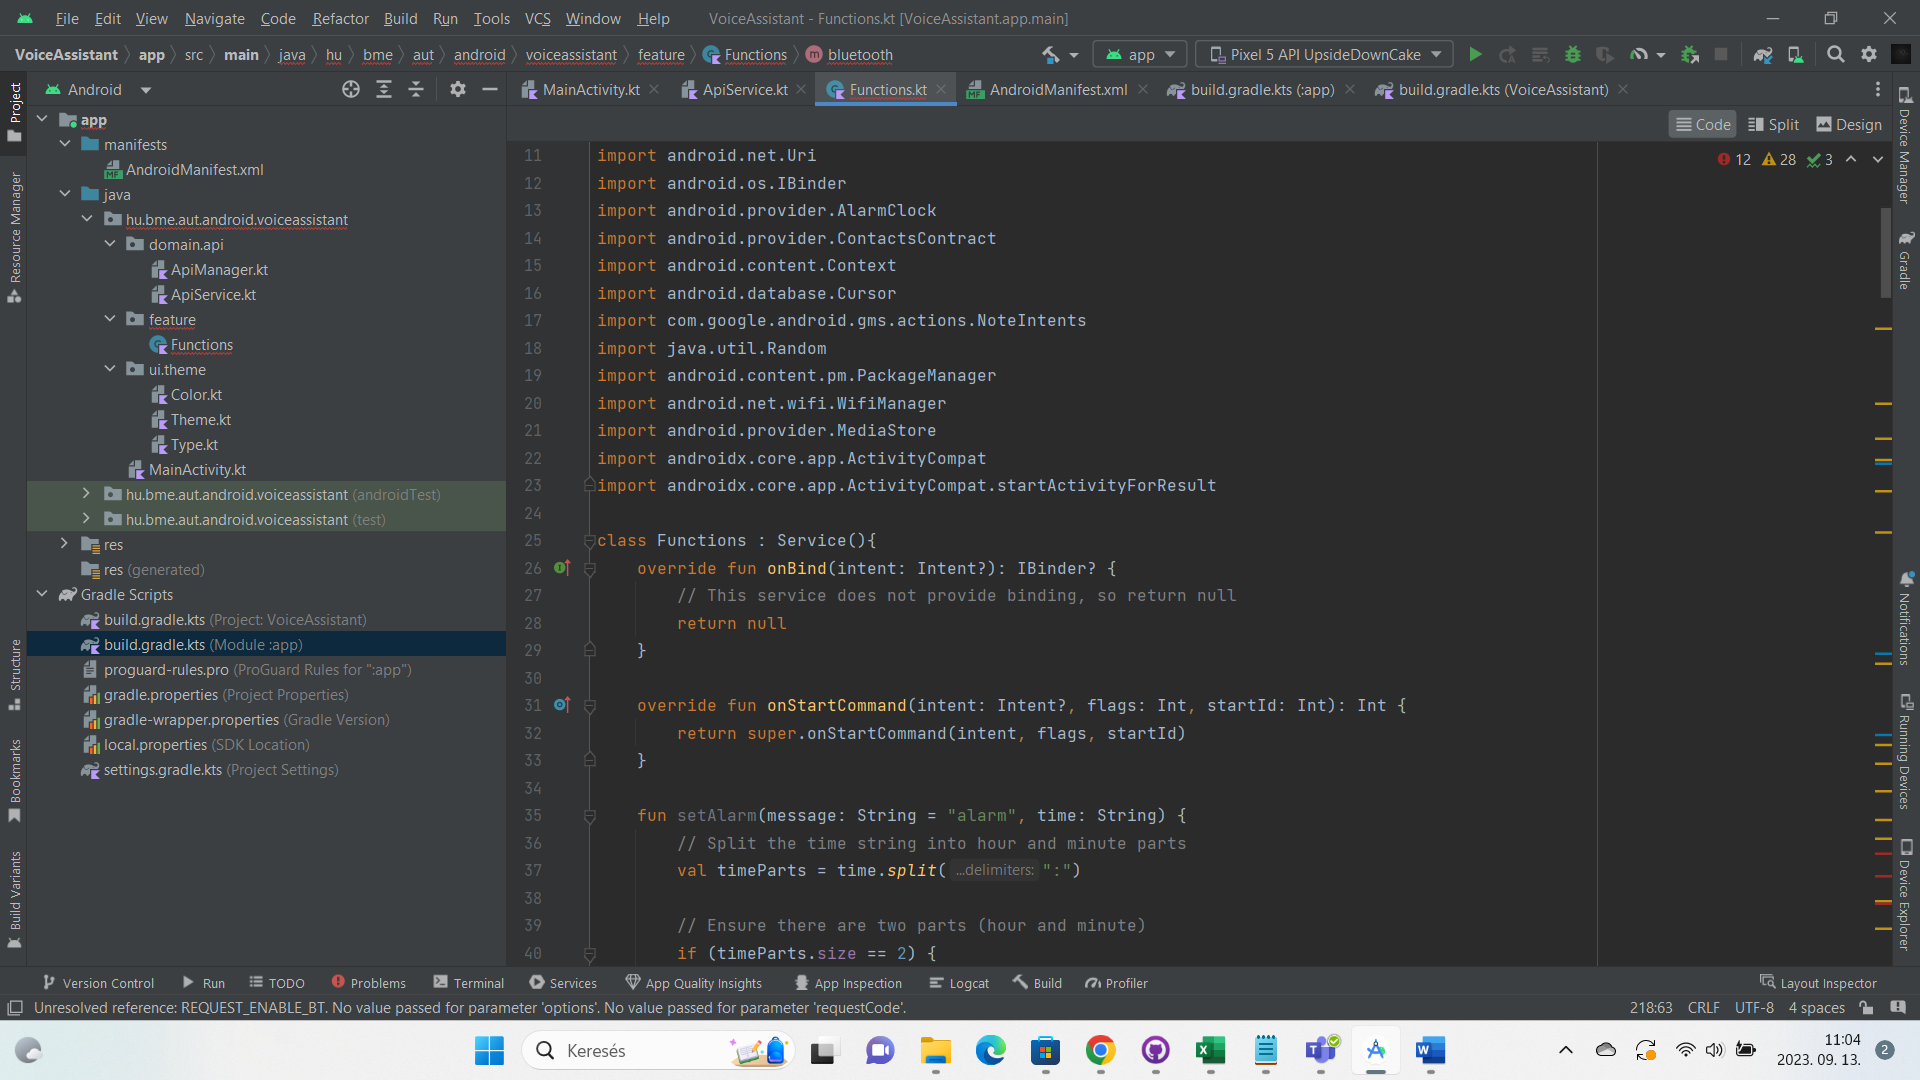 File Edit View Navigate Code Refactor Build Run Tools VCS Window Help VoiceAssistant - Functions.kt [VoiceAssistant.app.main]
VoiceAssistant app src main java hu bme aut android voiceassistant feature Functions m bluetooth app Pixel 5 API UpsideDownCake
Android
MainActivity.kt ApiService.kt Functions.kt AndroidManifest.xml build.gradle.kts (:app) build.gradle.kts (VoiceAssistant)
Code Split Design
12 28 3
Project
Resource Manager
Structure
Bookmarks
Build Variants
app
manifests
MF AndroidManifest.xml
java
hu.bme.aut.android.voiceassistant
domain.api
ApiManager.kt
ApiService.kt
feature
Functions
ui.theme
Color.kt
Theme.kt
Type.kt
MainActivity.kt
hu.bme.aut.android.voiceassistant (androidTest)
hu.bme.aut.android.voiceassistant (test)
res
res (generated)
Gradle Scripts
build.gradle.kts (Project: VoiceAssistant)
build.gradle.kts (Module :app)
proguard-rules.pro (ProGuard Rules for ":app")
gradle.properties (Project Properties)
gradle-wrapper.properties (Gradle Version)
local.properties (SDK Location)
settings.gradle.kts (Project Settings)
11 import android.net.Uri
12 import android.os.IBinder
13 import android.provider.AlarmClock
14 import android.provider.ContactsContract
15 import android.content.Context
16 import android.database.Cursor
17 import com.google.android.gms.actions.NoteIntents
18 import java.util.Random
19 import android.content.pm.PackageManager
20 import android.net.wifi.WifiManager
21 import android.provider.MediaStore
22 import androidx.core.app.ActivityCompat
23 import androidx.core.app.ActivityCompat.startActivityForResult
24
25 class Functions : Service(){
26 override fun onBind(intent: Intent?): IBinder? {
27 // This service does not provide binding, so return null
28 return null
29 }
30
31 override fun onStartCommand(intent: Intent?, flags: Int, startId: Int): Int {
32 return super.onStartCommand(intent, flags, startId)
33 }
34
35 fun setAlarm(message: String = "alarm", time: String) {
36 // Split the time string into hour and minute parts
37 val timeParts = time.split( ...delimiters: ":")
38
39 // Ensure there are two parts (hour and minute)
40 if (timeParts.size == 2) {
Device Manager
Gradle
Notifications
Running Devices
Device Explorer
Version Control Run TODO Problems Terminal Services App Quality Insights App Inspection Logcat Build Profiler Layout Inspector
Unresolved reference: REQUEST_ENABLE_BT. No value passed for parameter 'options'. No value passed for parameter 'requestCode'. 218:63 CRLF UTF-8 4 spaces
Keresés
11:04
2023. 09. 13.
2